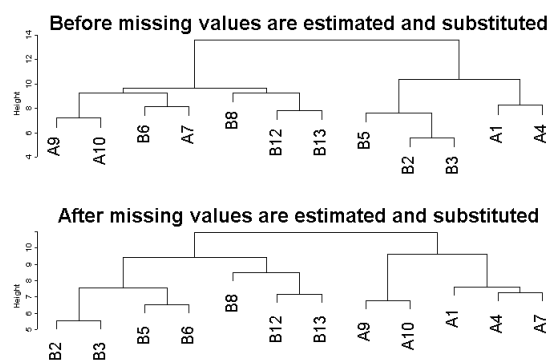 Before missing values are estimated and substituted
14
12
10
8
6
4
Height
A9 A10 B6 A7 B8 B12 B13 B5 B2 B3 A1 A4
After missing values are estimated and substituted
10
9
8
7
6
5
Height
B2 B3 B5 B6 B8 B12 B13 A9 A10 A1 A4 A7